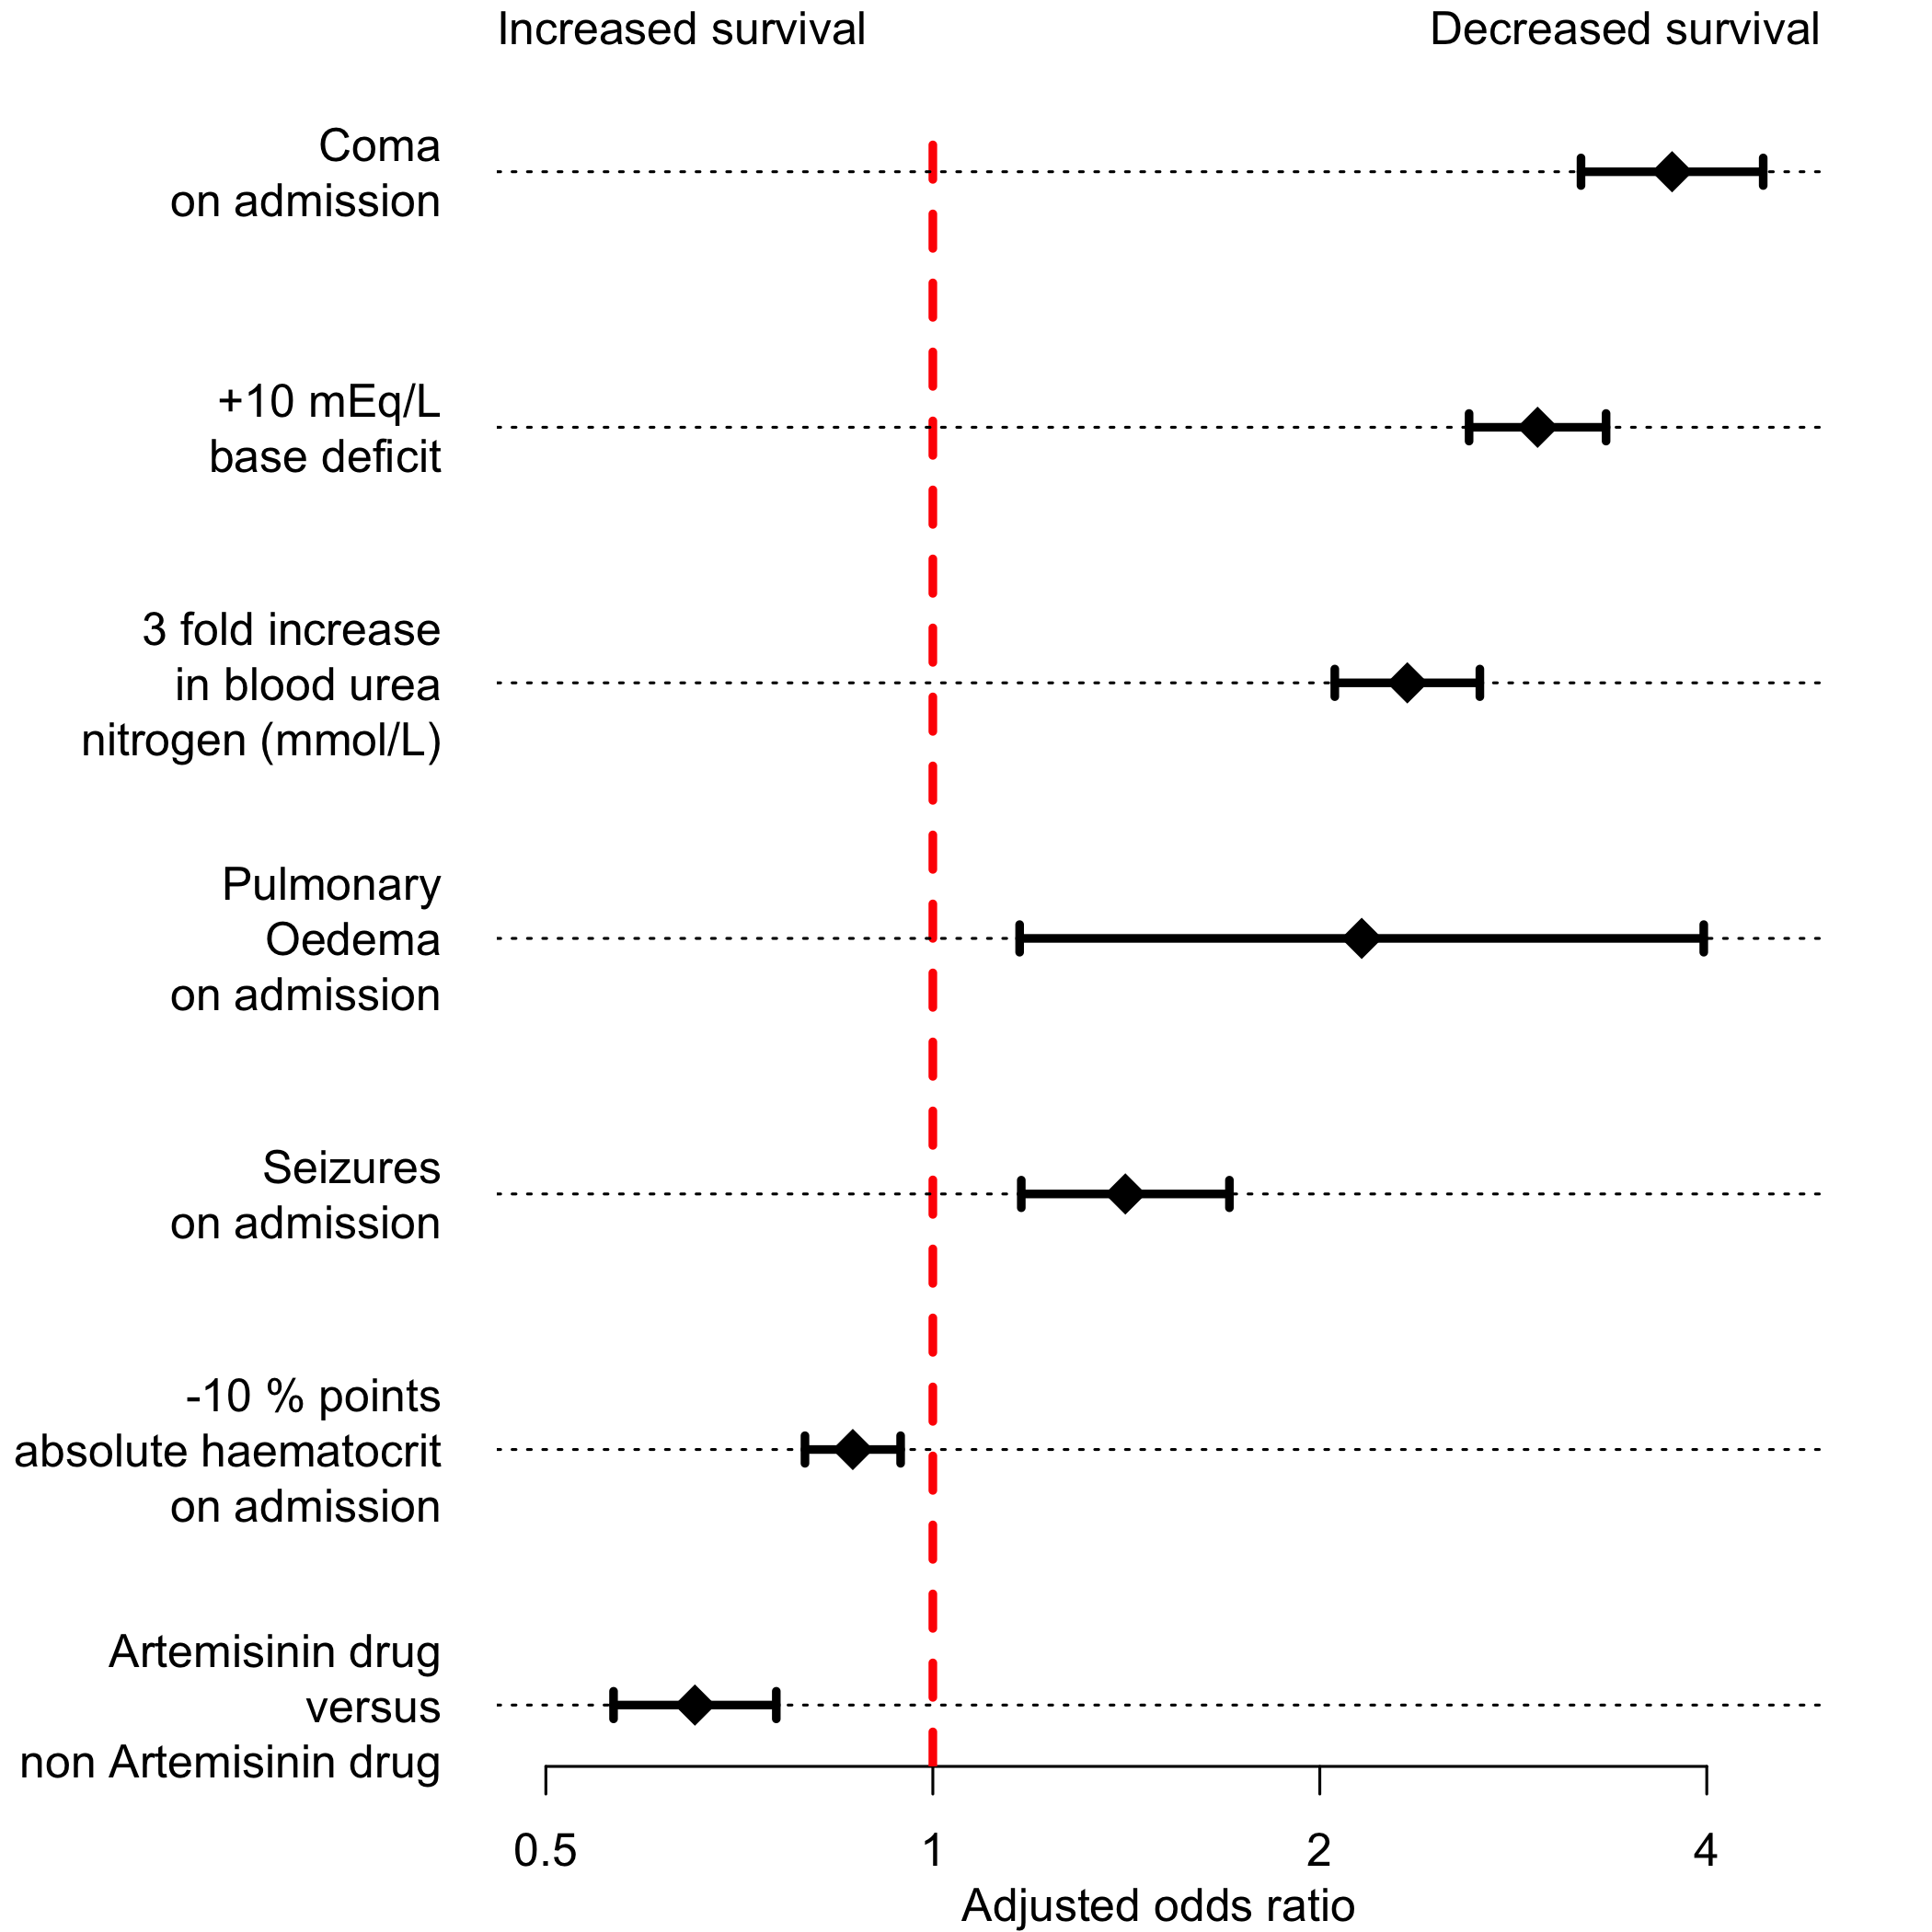 Increased survival
Decreased survival
Coma
on admission
+10 mEq/L
base deficit
3 fold increase
in blood urea
nitrogen (mmol/L)
Pulmonary
Oedema
on admission
Seizures
on admission
-10 % points
absolute haematocrit
on admission
Artemisinin drug
versus
non Artemisinin drug
0.5
1
2
4
Adjusted odds ratio